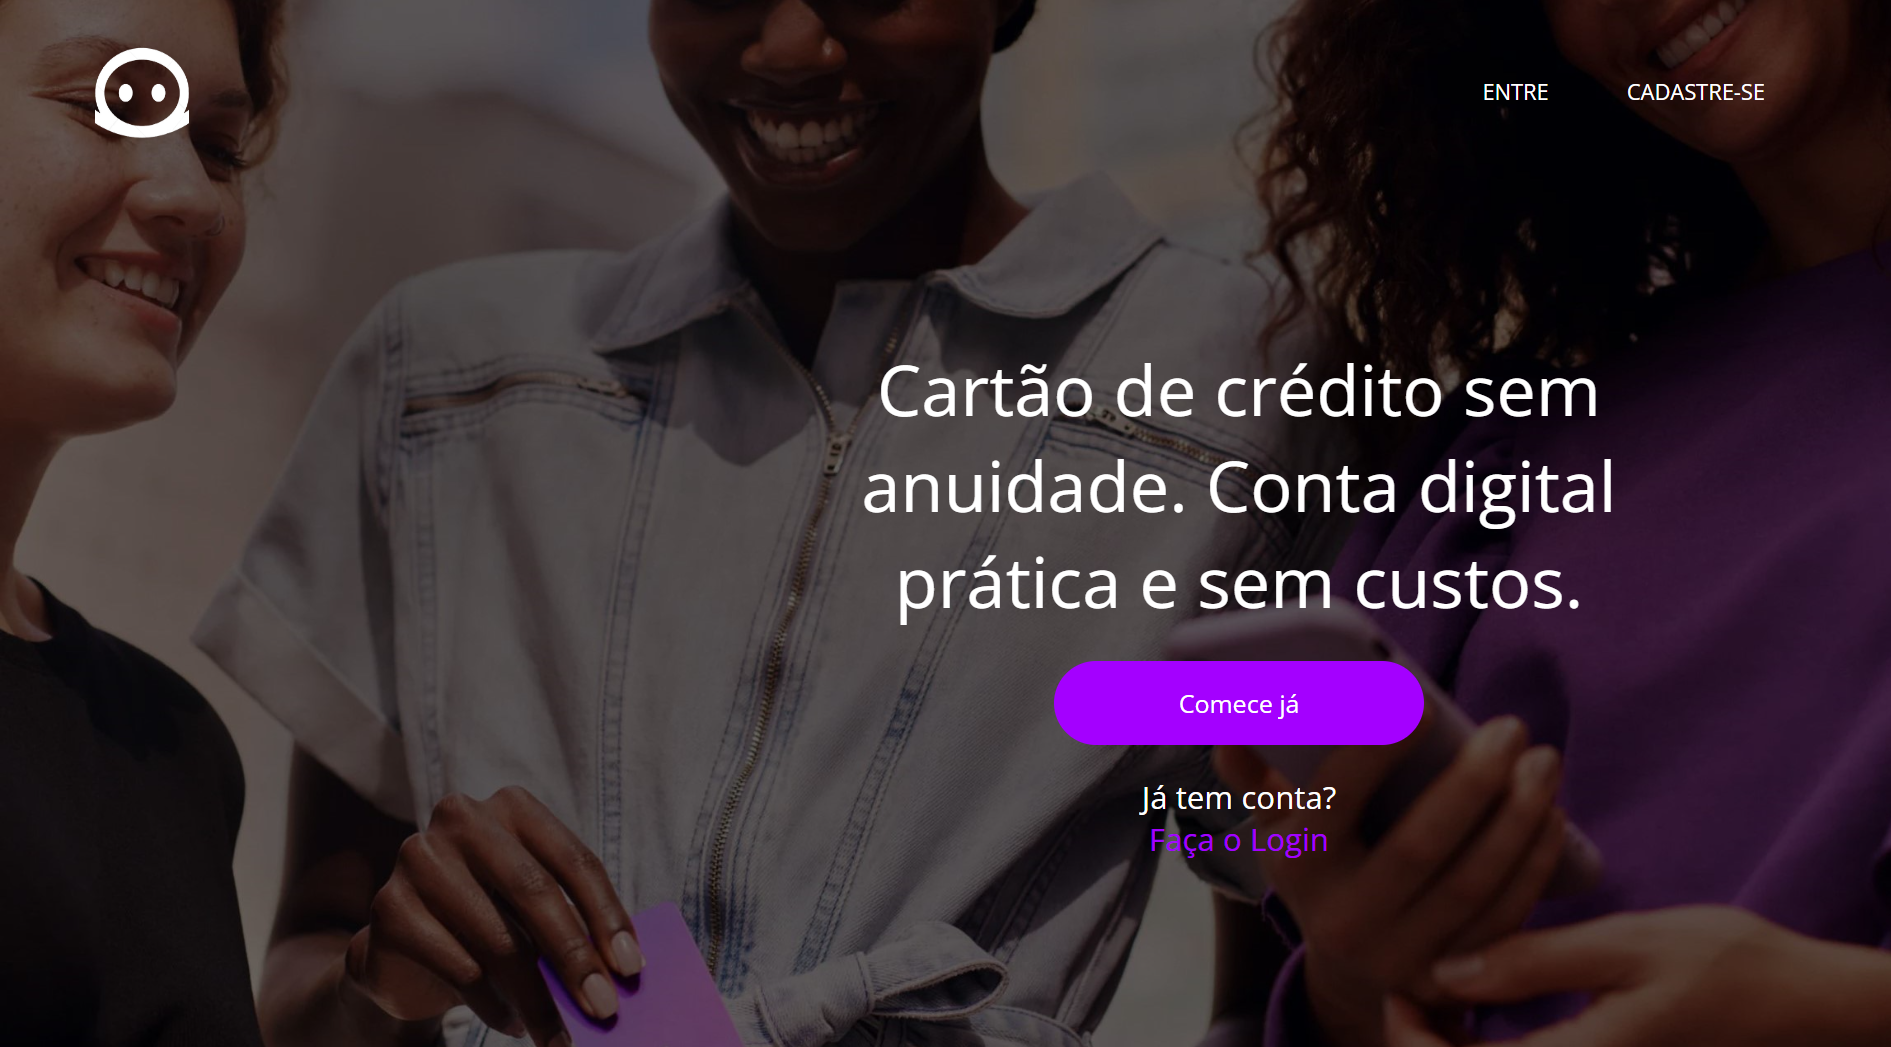 ENTRE
CADASTRE-SE
Cartão de crédito sem
anuidade. Conta digital
prática e sem custos.
Comece já
Já tem conta?
Faça o Login